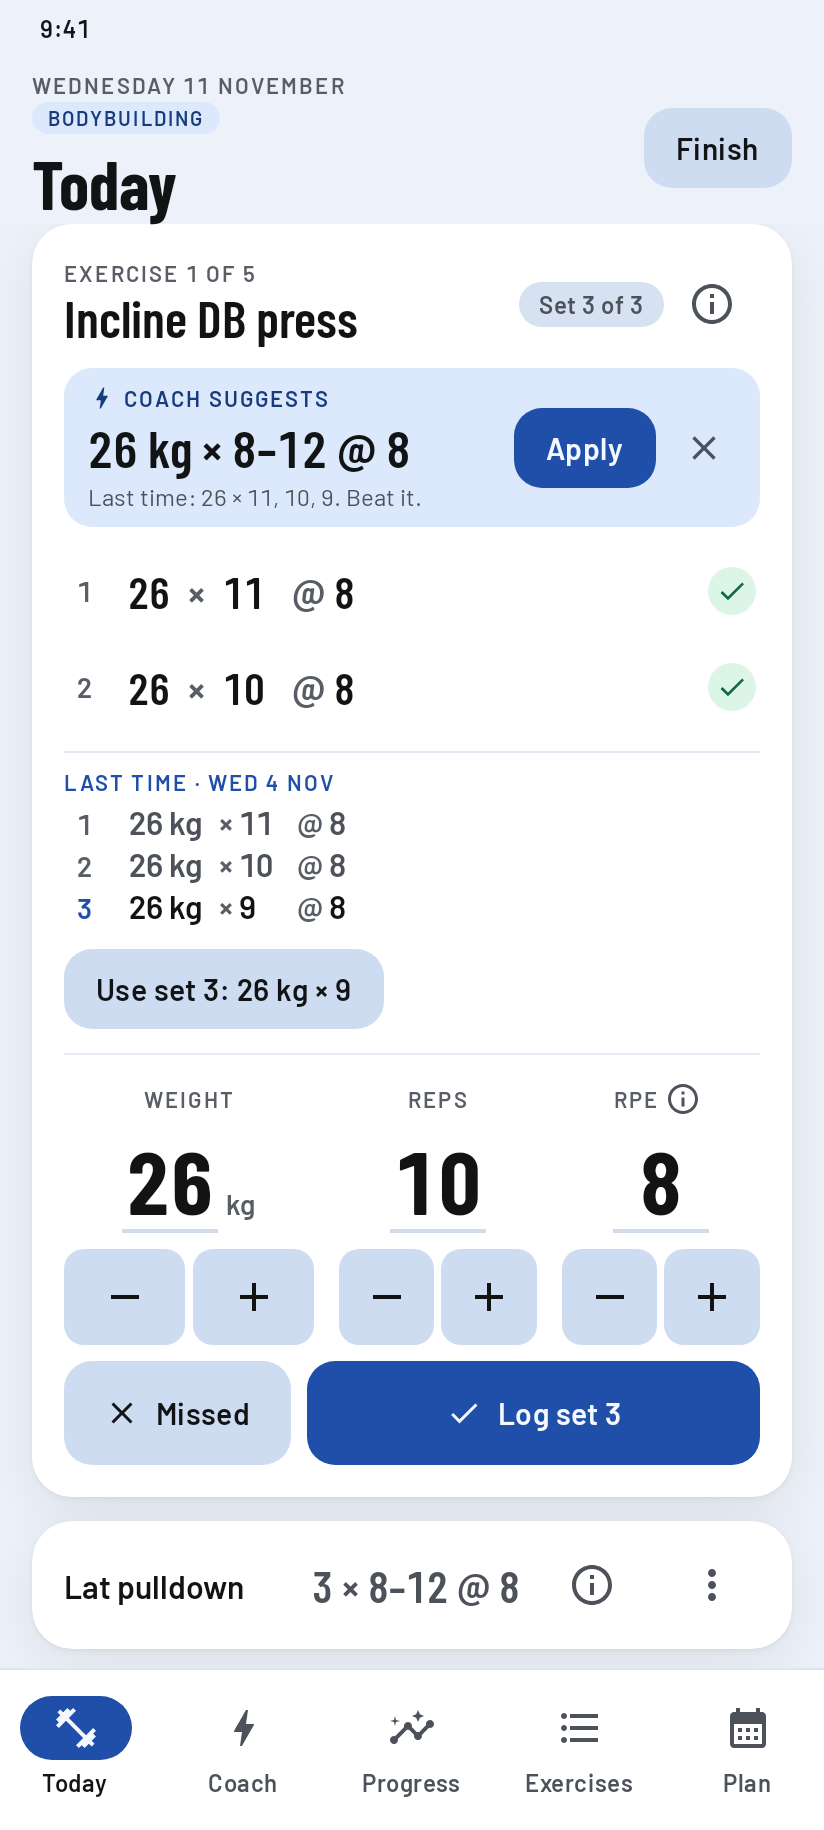 9:41
WEDNESDAY 11 NOVEMBER
BODYBUILDING
Today
Finish
EXERCISE 1 OF 5
Incline DB press
Set 3 of 3
COACH SUGGESTS
26 kg × 8–12 @ 8
Last time: 26 × 11, 10, 9. Beat it.
Apply
1 26 × 11 @ 8
2 26 × 10 @ 8
LAST TIME · WED 4 NOV
1 26 kg × 11 @ 8
2 26 kg × 10 @ 8
3 26 kg × 9 @ 8
Use set 3: 26 kg × 9
WEIGHT REPS RPE
26 kg 10 8
Missed
Log set 3
Lat pulldown 3 × 8–12 @ 8
Today Coach Progress Exercises Plan